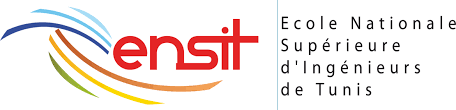 ensit
Ecole Nationale
Supérieure
d'Ingénieurs
de Tunis